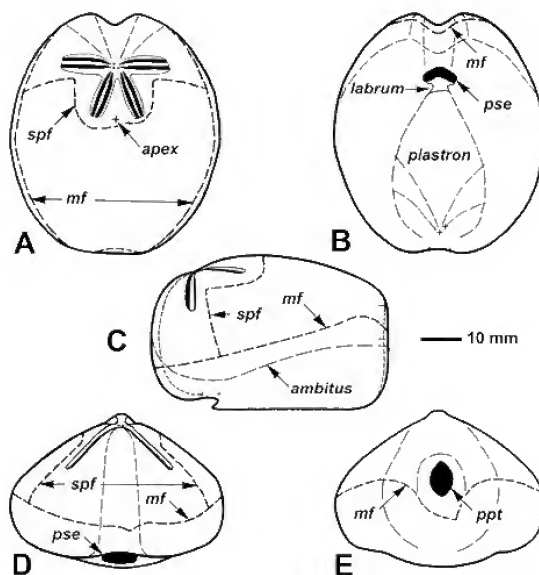 A
spf
apex
mf
B
mf
labrum
pse
plastron
C
spf
mf
ambitus
10 mm
D
spf
mf
pse
E
mf
ppt